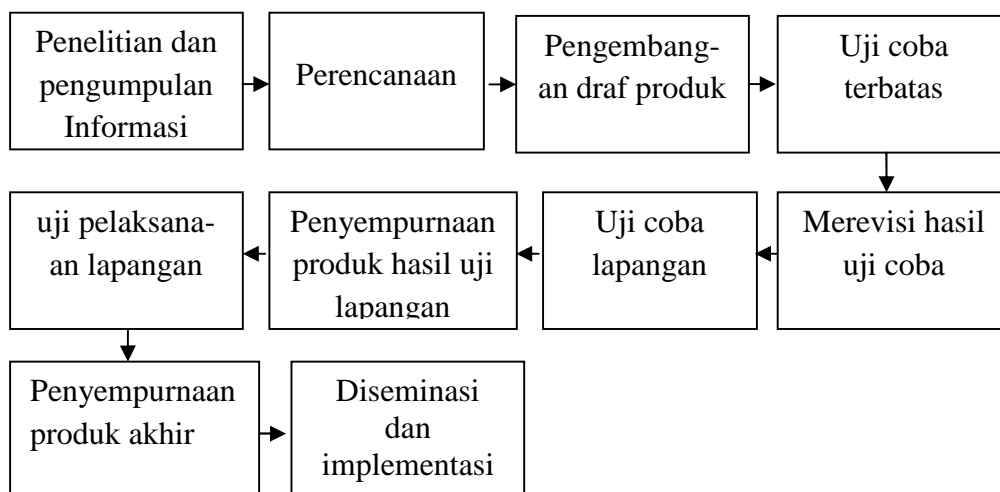 Penelitian dan
pengumpulan
Informasi
Perencanaan
Pengembang-
an draf produk
Uji coba
terbatas
Merevisi hasil
uji coba
Uji coba
lapangan
Penyempurnaan
produk hasil uji
lapangan
uji pelaksana-
an lapangan
Penyempurnaan
produk akhir
Diseminasi
dan
implementasi